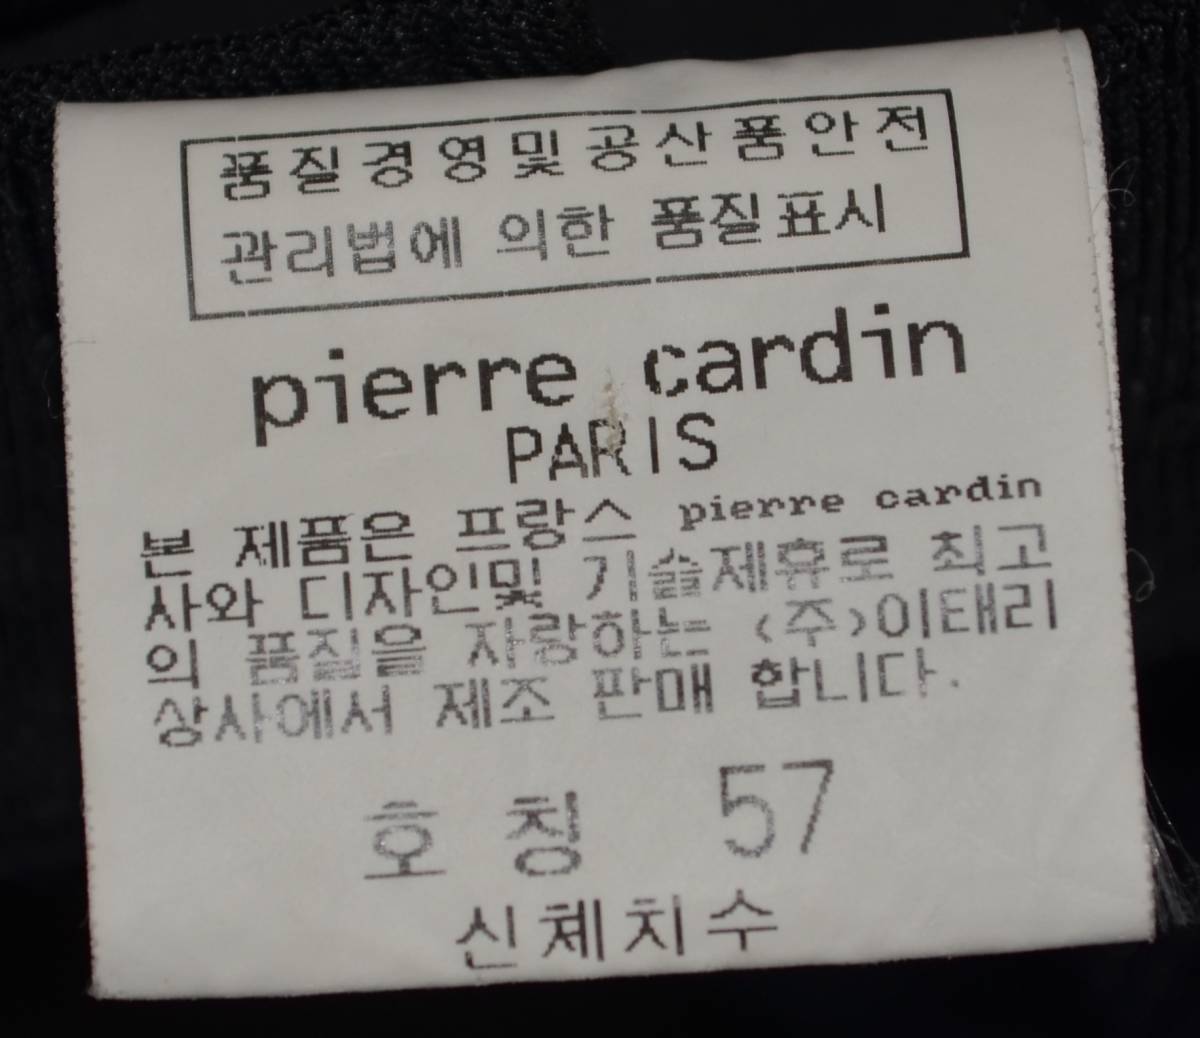 품질경영및공산품안전
관리법에 의한 품질표시
pierre cardin
PARIS
본 제품은 프랑스 pierre cardin
사와 디자인및 기술제휴로 최고
의 품질을 자랑하는 (주)이태리
상사에서 제조 판매 합니다.
호 칭 57
신체치수